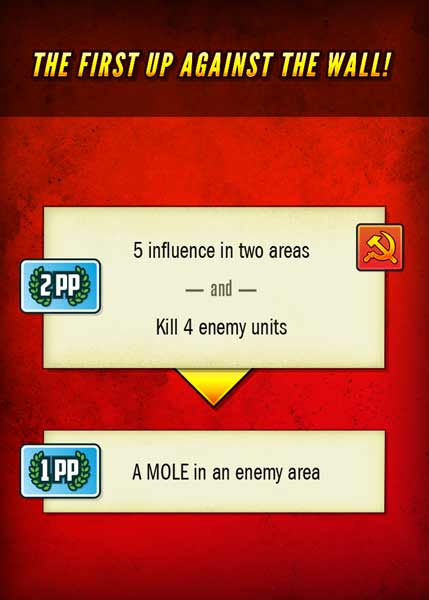 THE FIRST UP AGAINST THE WALL!
5 influence in two areas
2 PP
— and —
Kill 4 enemy units
1 PP
A MOLE in an enemy area